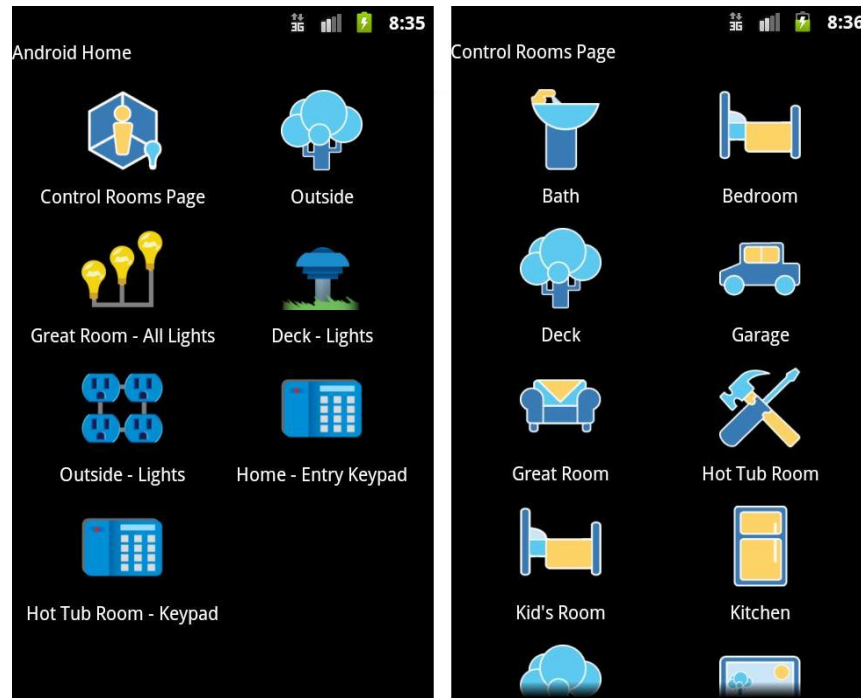 3G 8:35
Android Home
Control Rooms Page
Outside
Great Room - All Lights
Deck - Lights
Outside - Lights
Home - Entry Keypad
Hot Tub Room - Keypad
3G 8:36
Control Rooms Page
Bath
Bedroom
Deck
Garage
Great Room
Hot Tub Room
Kid's Room
Kitchen